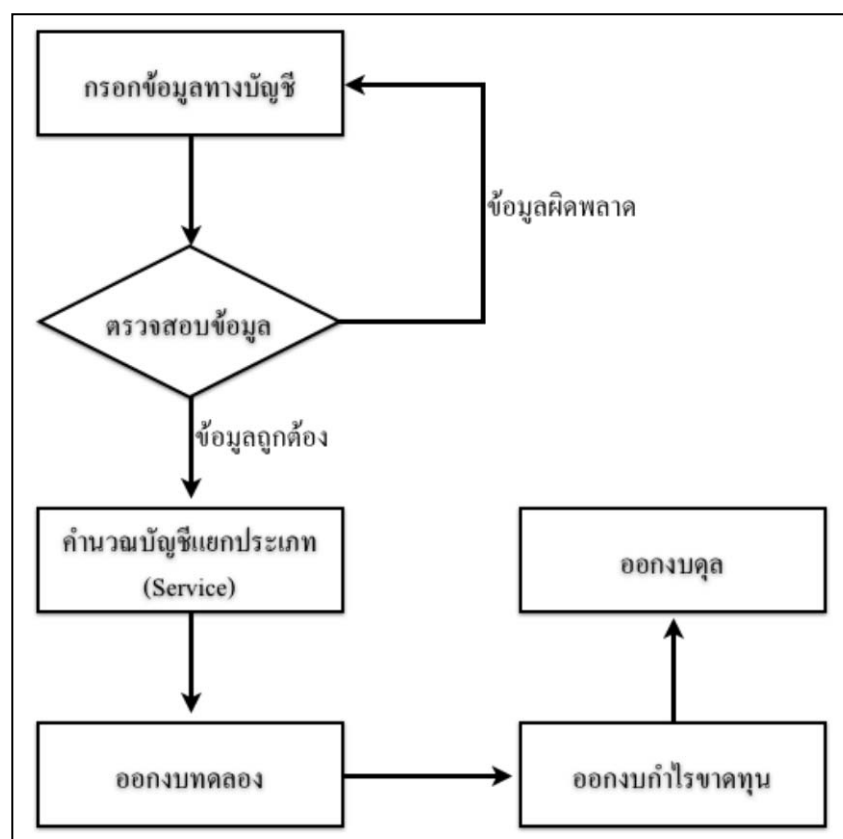 กรอกข้อมูลทางบัญชี
ข้อมูลผิดพลาด
ตรวจสอบข้อมูล
ข้อมูลถูกต้อง
คำนวณบัญชีแยกประเภท
(Service)
ออกงบดุล
ออกงบทดลอง
ออกงบกำไรขาดทุน